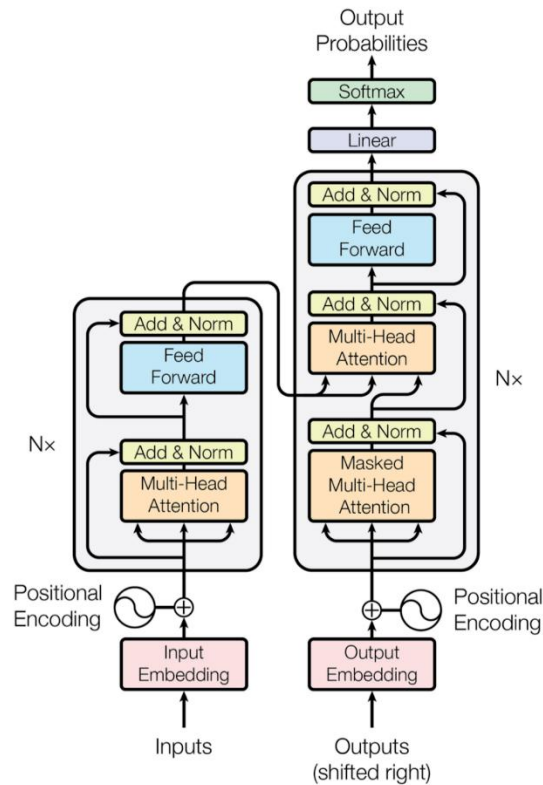 Output
Probabilities
Softmax
Linear
Add & Norm
Feed
Forward
Add & Norm
Multi-Head
Attention
Add & Norm
Masked
Multi-Head
Attention
Nx
Add & Norm
Feed
Forward
Add & Norm
Multi-Head
Attention
Nx
Positional
Encoding
Positional
Encoding
Input
Embedding
Output
Embedding
Inputs
Outputs
(shifted right)